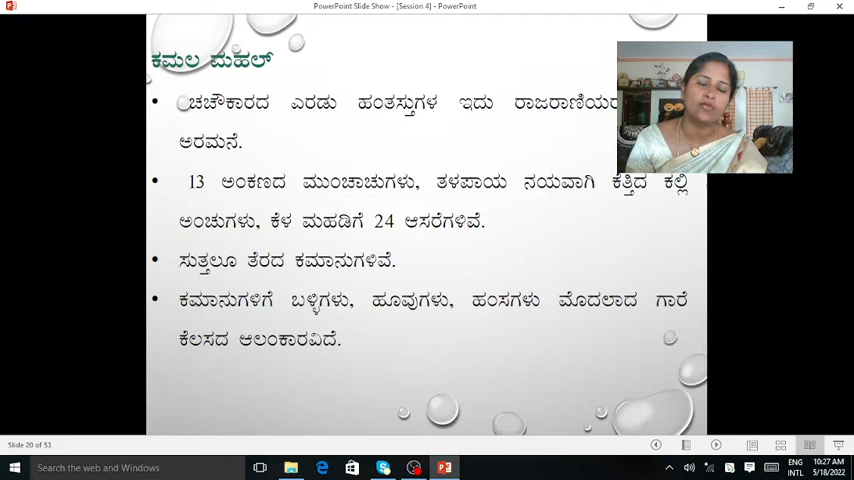 PowerPoint Slide Show - [Session 4] - PowerPoint
ಕಮಲ ಮಹಲ್
• ಚಚೌಕಾರದ ಎರಡು ಹಂತಸ್ತುಗಳ ಇದು ರಾಜರಾಣಿಯರ
ಅರಮನೆ.
• 13 ಅಂಕಣದ ಮುಂಚಾಚುಗಳು, ತಳಪಾಯ ನಯವಾಗಿ ಕೆತ್ತಿದ ಕಲ್ಲಿ
ಅಂಚುಗಳು, ಕೆಳ ಮಹಡಿಗೆ 24 ಆಸರೆಗಳಿವೆ.
• ಸುತ್ತಲೂ ತೆರದ ಕಮಾನುಗಳಿವೆ.
• ಕಮಾನುಗಳಿಗೆ ಬಳ್ಳಿಗಳು, ಹೂವುಗಳು, ಹಂಸಗಳು ಮೊದಲಾದ ಗಾರೆ
ಕೆಲಸದ ಆಲಂಕಾರವಿದೆ.
Slide 20 of 53
Search the web and Windows
ENG
INTL
10:27 AM
5/18/2022